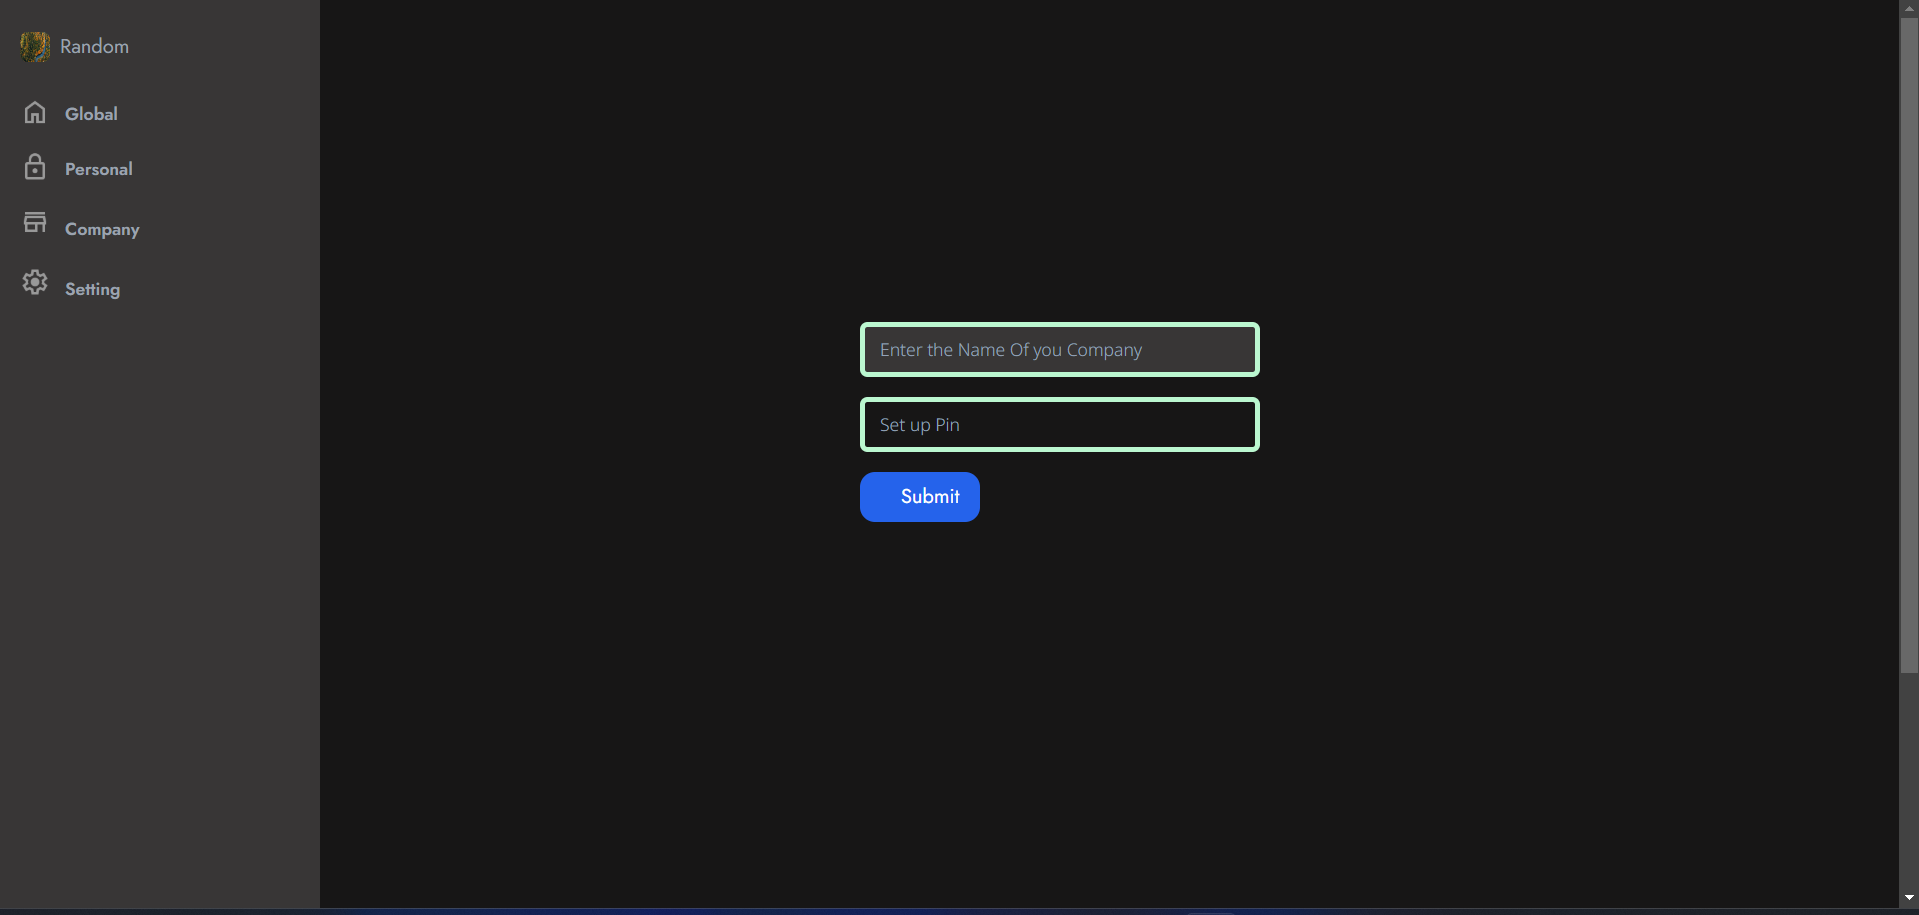 Random
Global
Personal
Company
Setting
Enter the Name Of you Company
Set up Pin
Submit